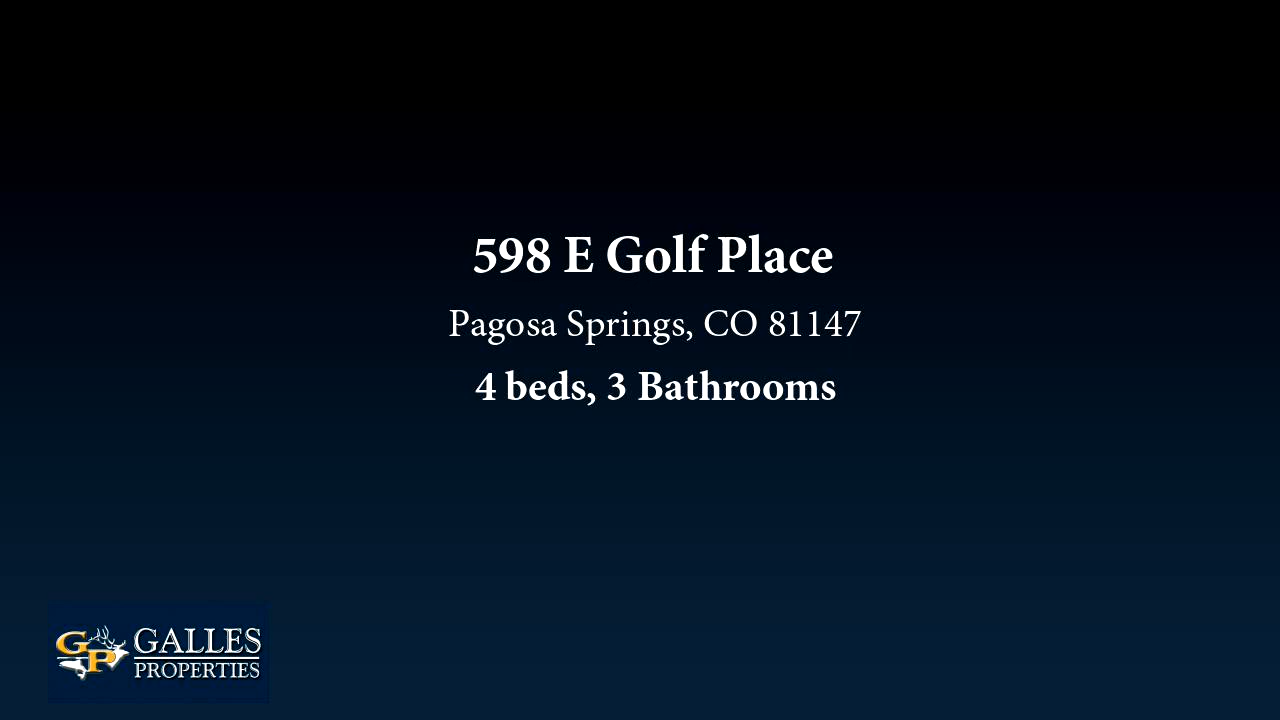 598 E Golf Place
Pagosa Springs, CO 81147
4 beds, 3 Bathrooms
GP GALLES
PROPERTIES